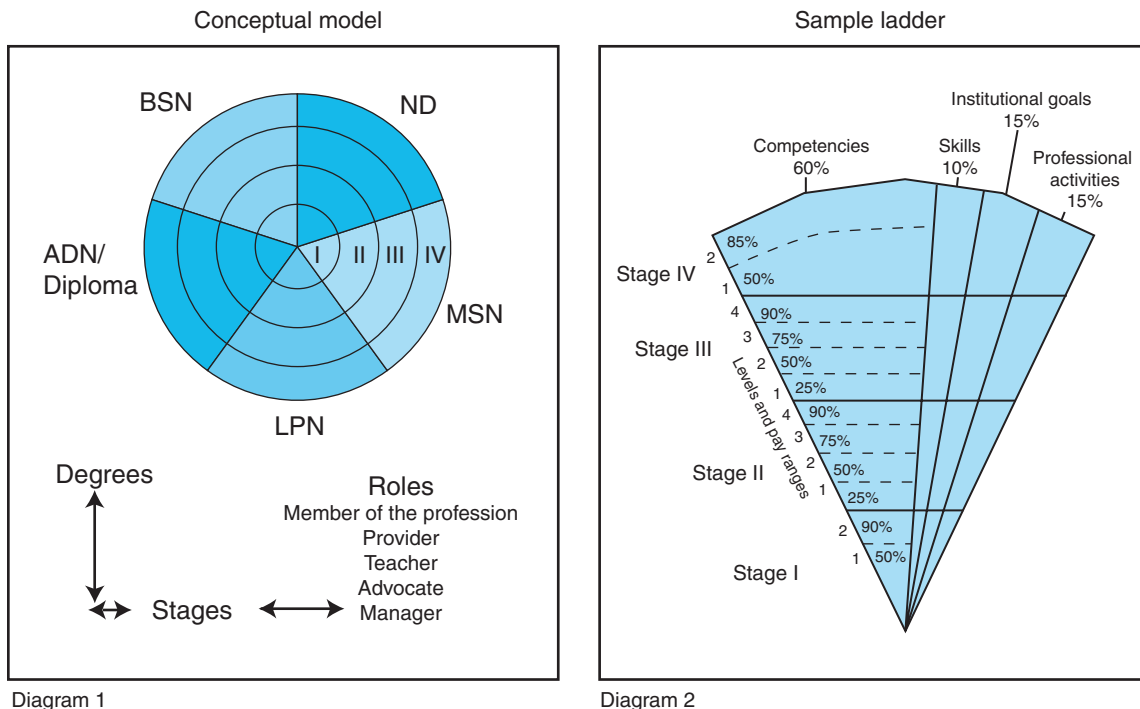 Conceptual model
BSN
ND
ADN/
Diploma
I
II
III
IV
MSN
LPN
Degrees
Stages
Roles
Member of the profession
Provider
Teacher
Advocate
Manager
Diagram 1
Sample ladder
Institutional goals
15%
Competencies
60%
Skills
10%
Professional
activities
15%
Stage IV
2
85%
1
50%
Stage III
4
90%
3
75%
2
50%
1
25%
Levels and pay ranges
Stage II
4
90%
3
75%
2
50%
1
25%
Stage I
2
90%
1
50%
Diagram 2